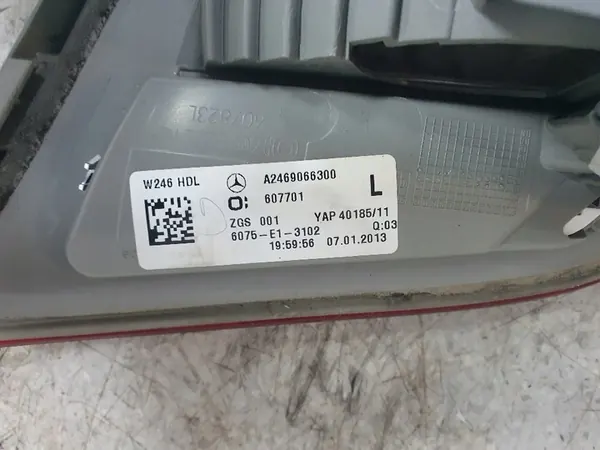 W246 HDL A2469066300
607701 L
ZGS 001 YAP 40185/11
6075-E1-3102 Q:03
19:59:56 07.01.2013